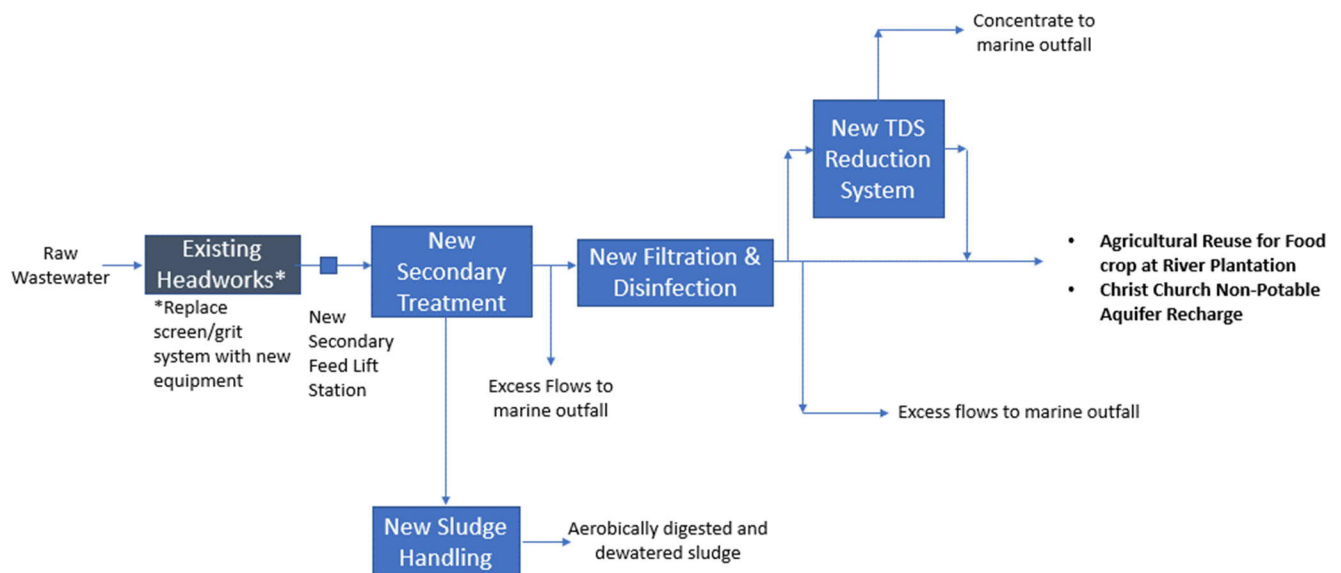 Concentrate to
marine outfall
New TDS
Reduction
System
Raw
Wastewater
Existing
Headworks*
*Replace
screen/grit
system with new
equipment
New
Secondary
Feed Lift
Station
New
Secondary
Treatment
New Filtration &
Disinfection
• Agricultural Reuse for Food
crop at River Plantation
• Christ Church Non-Potable
Aquifer Recharge
Excess Flows to
marine outfall
Excess flows to marine outfall
New Sludge
Handling
Aerobically digested and
dewatered sludge